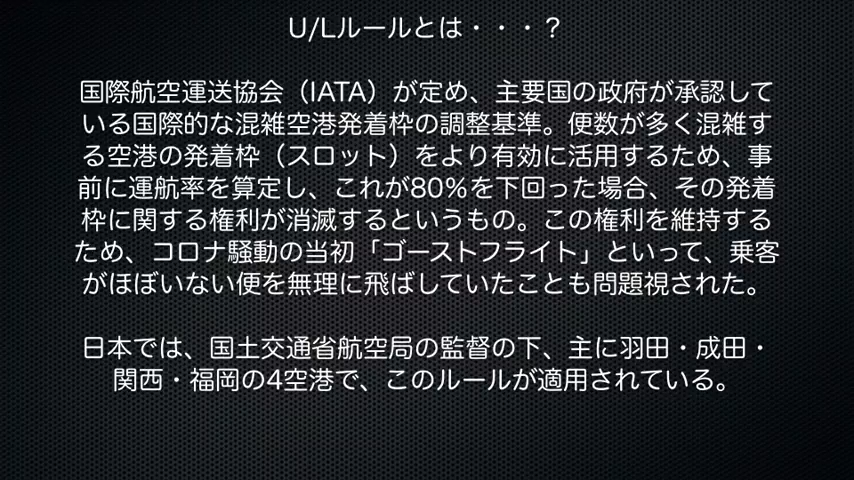 U/Lルールとは・・・？
国際航空運送協会（IATA）が定め、主要国の政府が承認して
いる国際的な混雑空港発着枠の調整基準。便数が多く混雑す
る空港の発着枠（スロット）をより有効に活用するため、事
前に運航率を算定し、これが80%を下回った場合、その発着
枠に関する権利が消滅するというもの。この権利を維持する
ため、コロナ騒動の当初「ゴーストフライト」といって、乗客
がほぼいない便を無理に飛ばしていたことも問題視された。
日本では、国土交通省航空局の監督の下、主に羽田・成田・
関西・福岡の4空港で、このルールが適用されている。